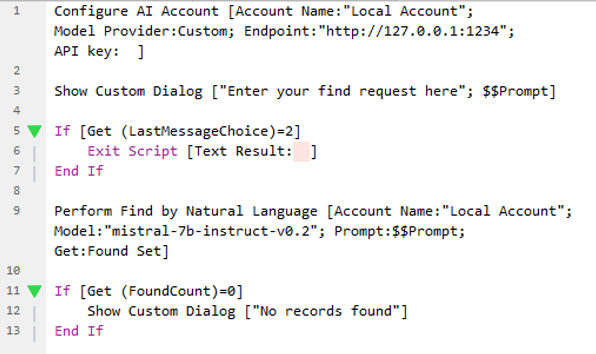 1 Configure AI Account [Account Name:"Local Account";
Model Provider:Custom; Endpoint:"http://127.0.0.1:1234";
API key:  ]
2
3 Show Custom Dialog ["Enter your find request here"; $$Prompt]
4
5 If [Get (LastMessageChoice)=2]
6 Exit Script [Text Result:  ]
7 End If
8
9 Perform Find by Natural Language [Account Name:"Local Account";
Model:"mistral-7b-instruct-v0.2"; Prompt:$$Prompt;
Get:Found Set]
10
11 If [Get (FoundCount)=0]
12 Show Custom Dialog ["No records found"]
13 End If